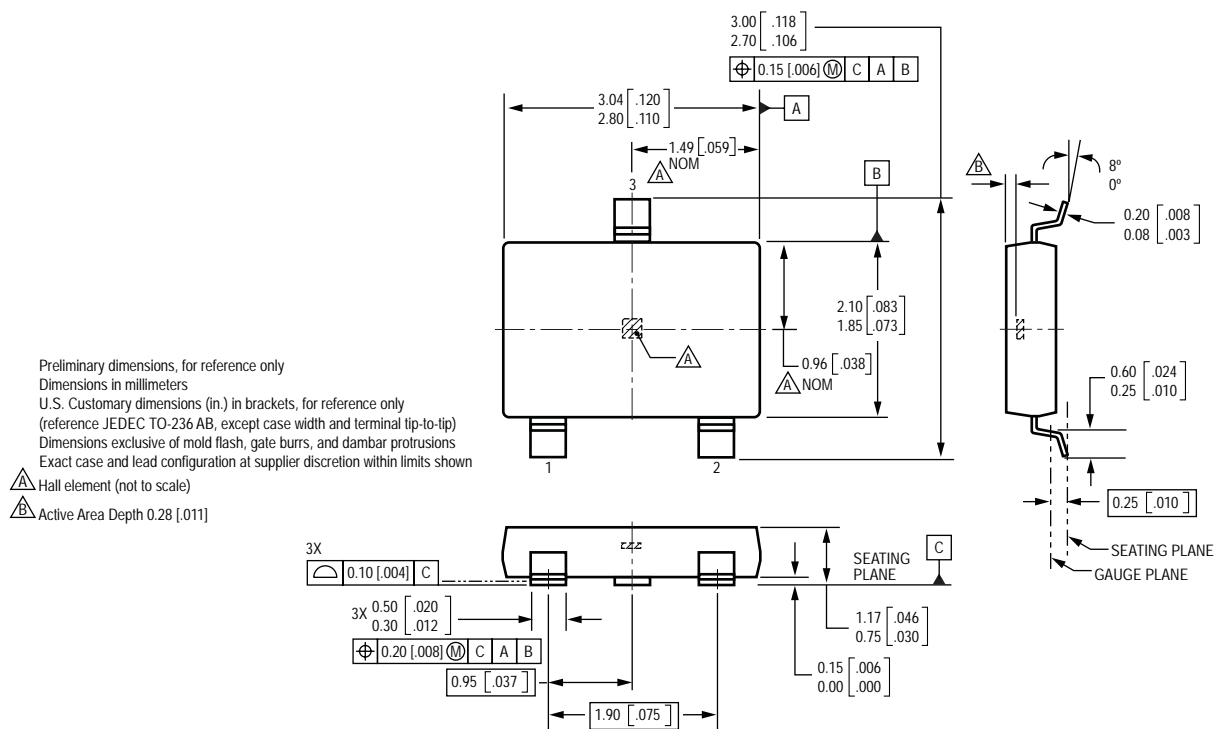 3.00 [ .118 ]
2.70 [ .106 ]
⌖ 0.15 [.006] Ⓜ C A B
3.04 [ .120 ]
2.80 [ .110 ]
A
1.49 [ .059 ]
A NOM
3
B
B
8º
0º
0.20 [ .008 ]
0.08 [ .003 ]
2.10 [ .083 ]
1.85 [ .073 ]
A
0.96 [ .038 ]
A NOM
0.60 [ .024 ]
0.25 [ .010 ]
1
2
Preliminary dimensions, for reference only
Dimensions in millimeters
U.S. Customary dimensions (in.) in brackets, for reference only
(reference JEDEC TO-236 AB, except case width and terminal tip-to-tip)
Dimensions exclusive of mold flash, gate burrs, and dambar protrusions
Exact case and lead configuration at supplier discretion within limits shown
A Hall element (not to scale)
B Active Area Depth 0.28 [.011]
0.25 [ .010 ]
SEATING PLANE
GAUGE PLANE
3X
⌓ 0.10 [.004] C
SEATING
PLANE
C
3X 0.50 [ .020 ]
0.30 [ .012 ]
⌖ 0.20 [.008] Ⓜ C A B
1.17 [ .046 ]
0.75 [ .030 ]
0.15 [ .006 ]
0.00 [ .000 ]
0.95 [ .037 ]
1.90 [ .075 ]